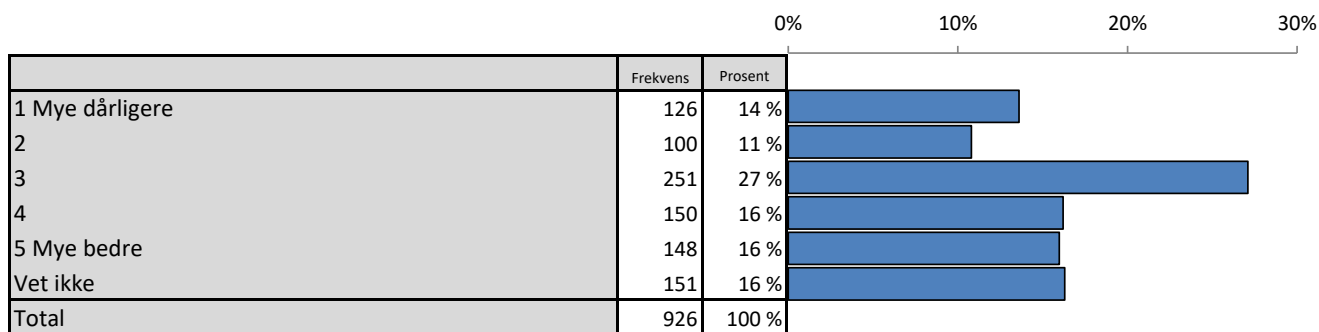 0% 10% 20% 30%
Frekvens Prosent
1 Mye dårligere 126 14 %
2 100 11 %
3 251 27 %
4 150 16 %
5 Mye bedre 148 16 %
Vet ikke 151 16 %
Total 926 100 %